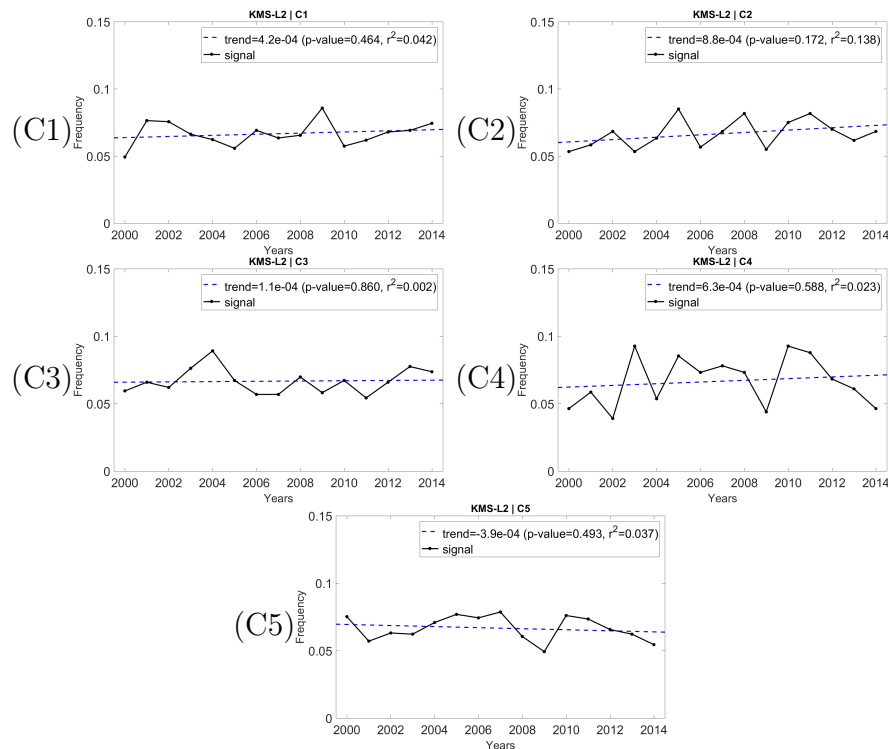 KMS-L2 | C1
0.15
trend=4.2e-04 (p-value=0.464, r²=0.042)
signal
0.1
(C1)
Frequency
0.05
0
2000 2002 2004 2006 2008 2010 2012 2014
Years
KMS-L2 | C2
0.15
trend=8.8e-04 (p-value=0.172, r²=0.138)
signal
0.1
(C2)
Frequency
0.05
0
2000 2002 2004 2006 2008 2010 2012 2014
Years
KMS-L2 | C3
0.15
trend=1.1e-04 (p-value=0.860, r²=0.002)
signal
0.1
(C3)
Frequency
0.05
0
2000 2002 2004 2006 2008 2010 2012 2014
Years
KMS-L2 | C4
0.15
trend=6.3e-04 (p-value=0.588, r²=0.023)
signal
0.1
(C4)
Frequency
0.05
0
2000 2002 2004 2006 2008 2010 2012 2014
Years
KMS-L2 | C5
0.15
trend=-3.9e-04 (p-value=0.493, r²=0.037)
signal
0.1
(C5)
Frequency
0.05
0
2000 2002 2004 2006 2008 2010 2012 2014
Years